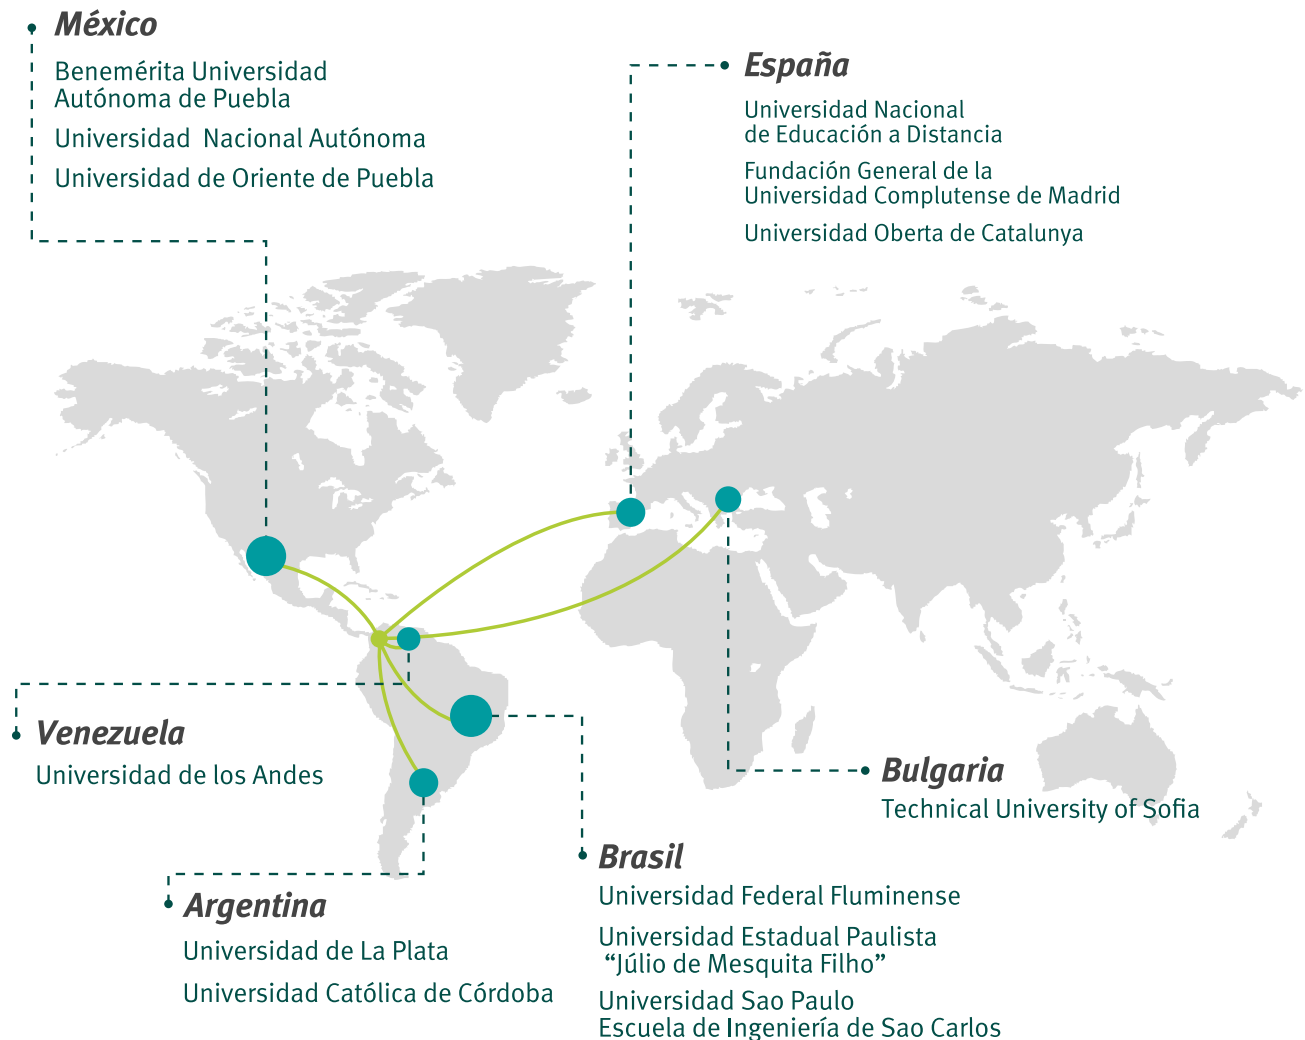 México
Benemérita Universidad
Autónoma de Puebla
Universidad Nacional Autónoma
Universidad de Oriente de Puebla
España
Universidad Nacional
de Educación a Distancia
Fundación General de la
Universidad Complutense de Madrid
Universidad Oberta de Catalunya
Venezuela
Universidad de los Andes
Bulgaria
Technical University of Sofia
Argentina
Universidad de La Plata
Universidad Católica de Córdoba
Brasil
Universidad Federal Fluminense
Universidad Estadual Paulista
“Júlio de Mesquita Filho”
Universidad Sao Paulo
Escuela de Ingeniería de Sao Carlos